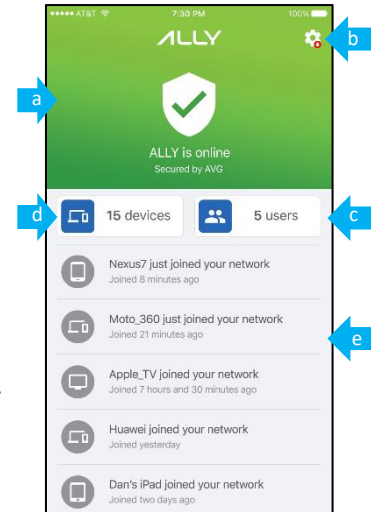 AT&T 7:30 PM 100%
ALLY
b
a
ALLY is online
Secured by AVG
d 15 devices 5 users c
Nexus7 just joined your network
Joined 8 minutes ago
Moto_360 just joined your network
Joined 21 minutes ago
e
Apple_TV joined your network
Joined 7 hours and 30 minutes ago
Huawei joined your network
Joined yesterday
Dan's iPad joined your network
Joined two days ago